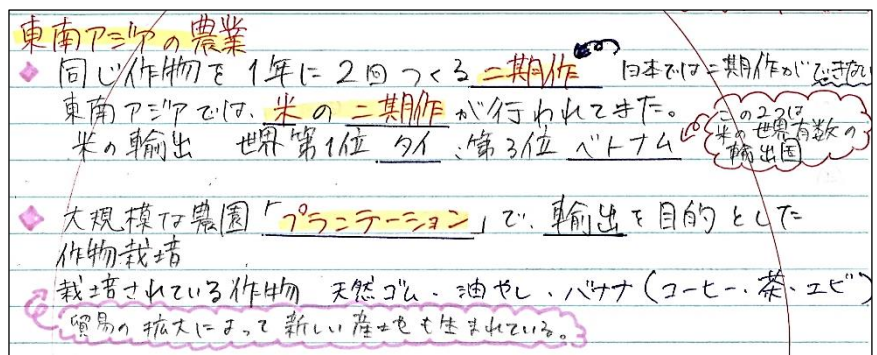 東南アジアの農業
同じ作物を1年に2回つくる二期作 日本では二期作ができない
東南アジアでは、米の二期作が行われてきた。
米の輸出 世界第1位 タイ、第3位 ベトナム
この2つは
米の世界有数の
輸出国
大規模な農園「プランテーション」で、輸出を目的とした
作物栽培
栽培されている作物 天然ゴム・油やし・バナナ(コーヒー・茶・エビ)
貿易の拡大によって新しい産地も生まれている。